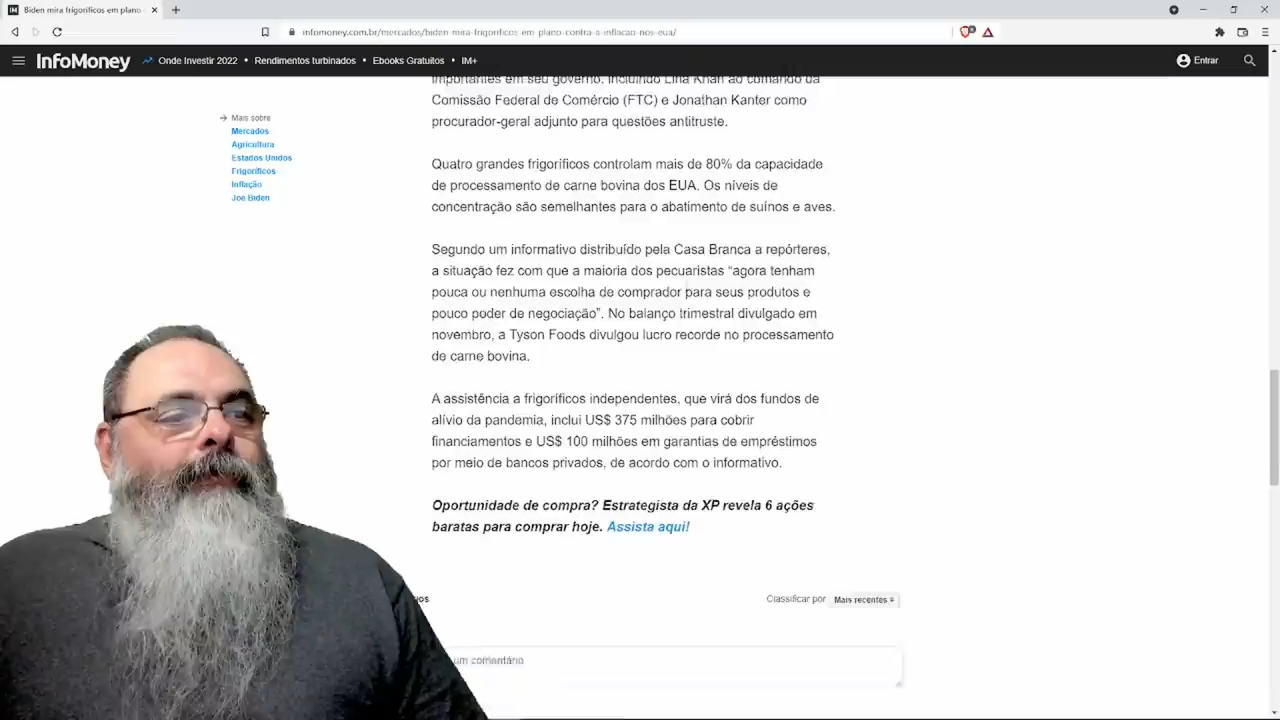 Biden mira frigoríficos em plano
infomoney.com.br/mercados/biden-mira-frigorificos-em-plano-contra-a-inflacao-nos-eua/
InfoMoney
Onde Investir 2022 • Rendimentos turbinados • Ebooks Gratuitos • IM+
Entrar
Mais sobre
Mercados
Agricultura
Estados Unidos
Frigoríficos
Inflação
Joe Biden
importantes em seu governo, incluindo Lina Khan ao comando da
Comissão Federal de Comércio (FTC) e Jonathan Kanter como
procurador-geral adjunto para questões antitruste.
Quatro grandes frigoríficos controlam mais de 80% da capacidade
de processamento de carne bovina dos EUA. Os níveis de
concentração são semelhantes para o abatimento de suínos e aves.
Segundo um informativo distribuído pela Casa Branca a repórteres,
a situação fez com que a maioria dos pecuaristas “agora tenham
pouca ou nenhuma escolha de comprador para seus produtos e
pouco poder de negociação”. No balanço trimestral divulgado em
novembro, a Tyson Foods divulgou lucro recorde no processamento
de carne bovina.
A assistência a frigoríficos independentes, que virá dos fundos de
alívio da pandemia, inclui US$ 375 milhões para cobrir
financiamentos e US$ 100 milhões em garantias de empréstimos
por meio de bancos privados, de acordo com o informativo.
Oportunidade de compra? Estrategista da XP revela 6 ações
baratas para comprar hoje. Assista aqui!
Classificar por Mais recentes
um comentário